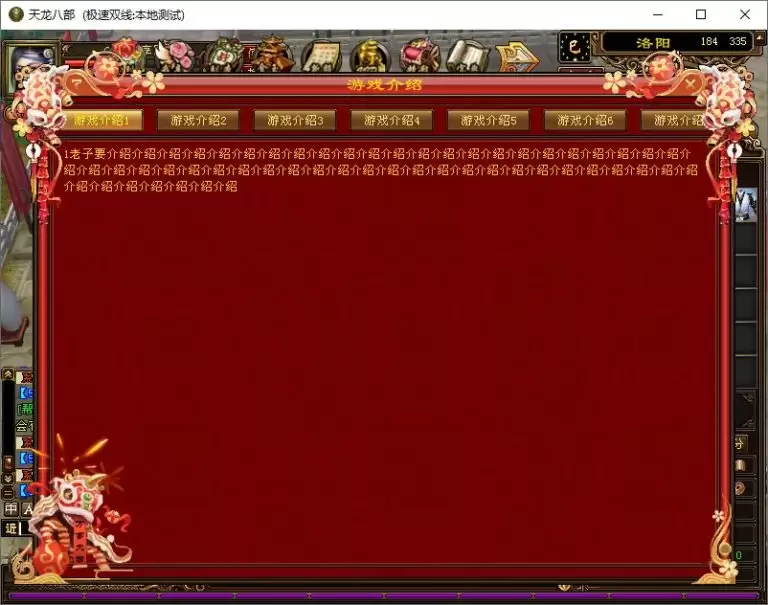 天龙八部 (极速双线:本地测试)
洛阳 184 335
游戏介绍
游戏介绍1 游戏介绍2 游戏介绍3 游戏介绍4 游戏介绍5 游戏介绍6 游戏介绍
1老子要介绍介绍介绍介绍介绍介绍介绍介绍介绍介绍介绍介绍介绍介绍介绍介绍介绍介绍介绍介绍介绍介绍介绍介
绍介绍介绍介绍介绍介绍介绍介绍介绍介绍介绍介绍介绍介绍介绍介绍介绍介绍介绍介绍介绍介绍介绍介绍介绍介绍
介绍介绍介绍介绍介绍介绍介绍
中 A
近